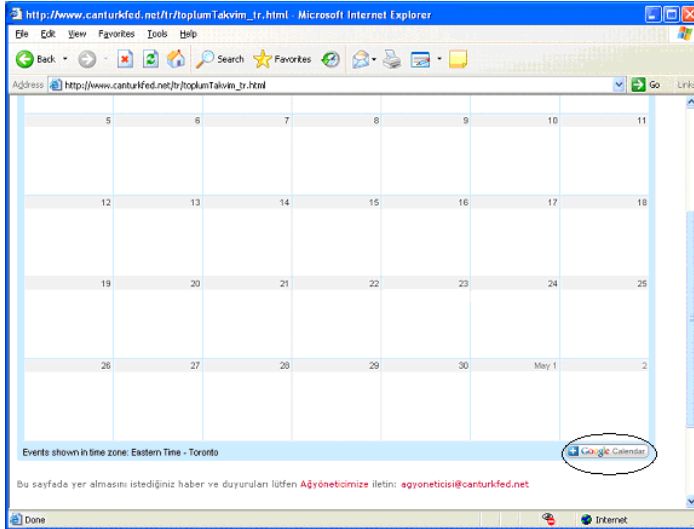 http://www.canturkfed.net/tr/toplumTakvim_tr.html - Microsoft Internet Explorer
File Edit View Favorites Tools Help
Back Search Favorites
Address http://www.canturkfed.net/tr/toplumTakvim_tr.html Go Links
5 6 7 8 9 10 11
12 13 14 15 16 17 18
19 20 21 22 23 24 25
26 27 28 29 30 May 1 2
Events shown in time zone: Eastern Time - Toronto Google Calendar
Bu sayfada yer almasını istediğiniz haber ve duyuruları lütfen Ağyöneticimize iletin: agyoneticisi@canturkfed.net
Done Internet